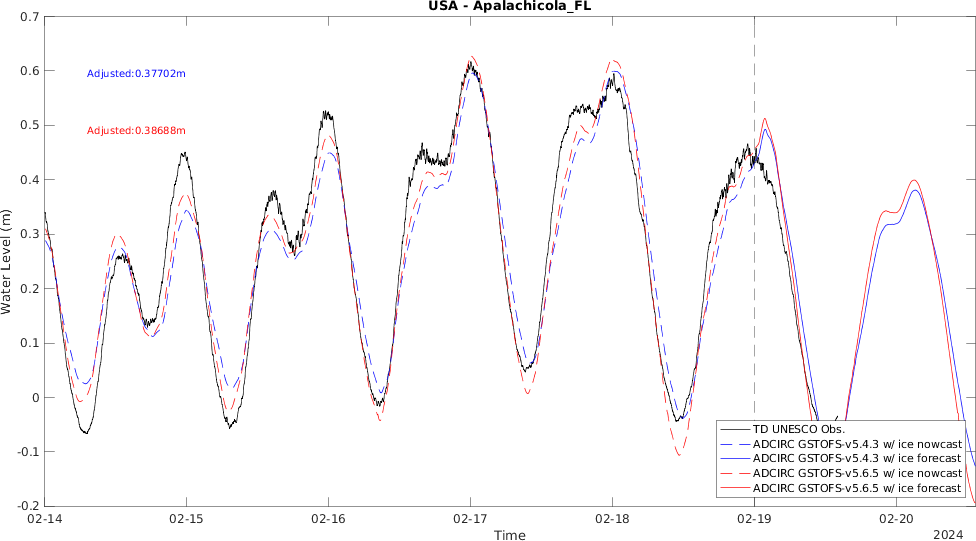 USA - Apalachicola_FL
0.7
0.6
0.5
0.4
0.3
0.2
0.1
0
-0.1
-0.2
Water Level (m)
Adjusted:0.37702m
Adjusted:0.38688m
TD UNESCO Obs.
ADCIRC GSTOFS-v5.4.3 w/ ice nowcast
ADCIRC GSTOFS-v5.4.3 w/ ice forecast
ADCIRC GSTOFS-v5.6.5 w/ ice nowcast
ADCIRC GSTOFS-v5.6.5 w/ ice forecast
02-14 02-15 02-16 02-17 02-18 02-19 02-20
Time
2024